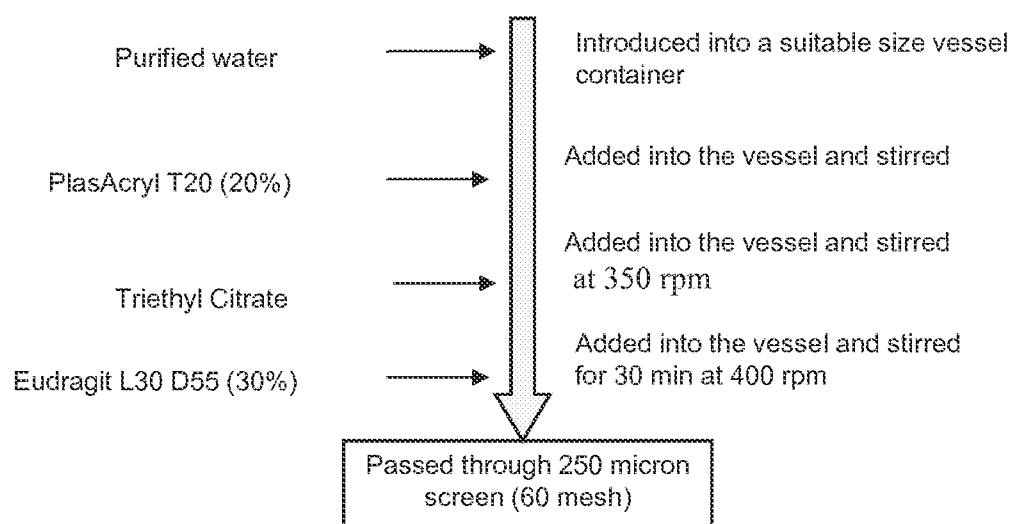 Purified water
Introduced into a suitable size vessel
container
PlasAcryl T20 (20%)
Added into the vessel and stirred
Triethyl Citrate
Added into the vessel and stirred
at 350 rpm
Eudragit L30 D55 (30%)
Added into the vessel and stirred
for 30 min at 400 rpm
Passed through 250 micron
screen (60 mesh)